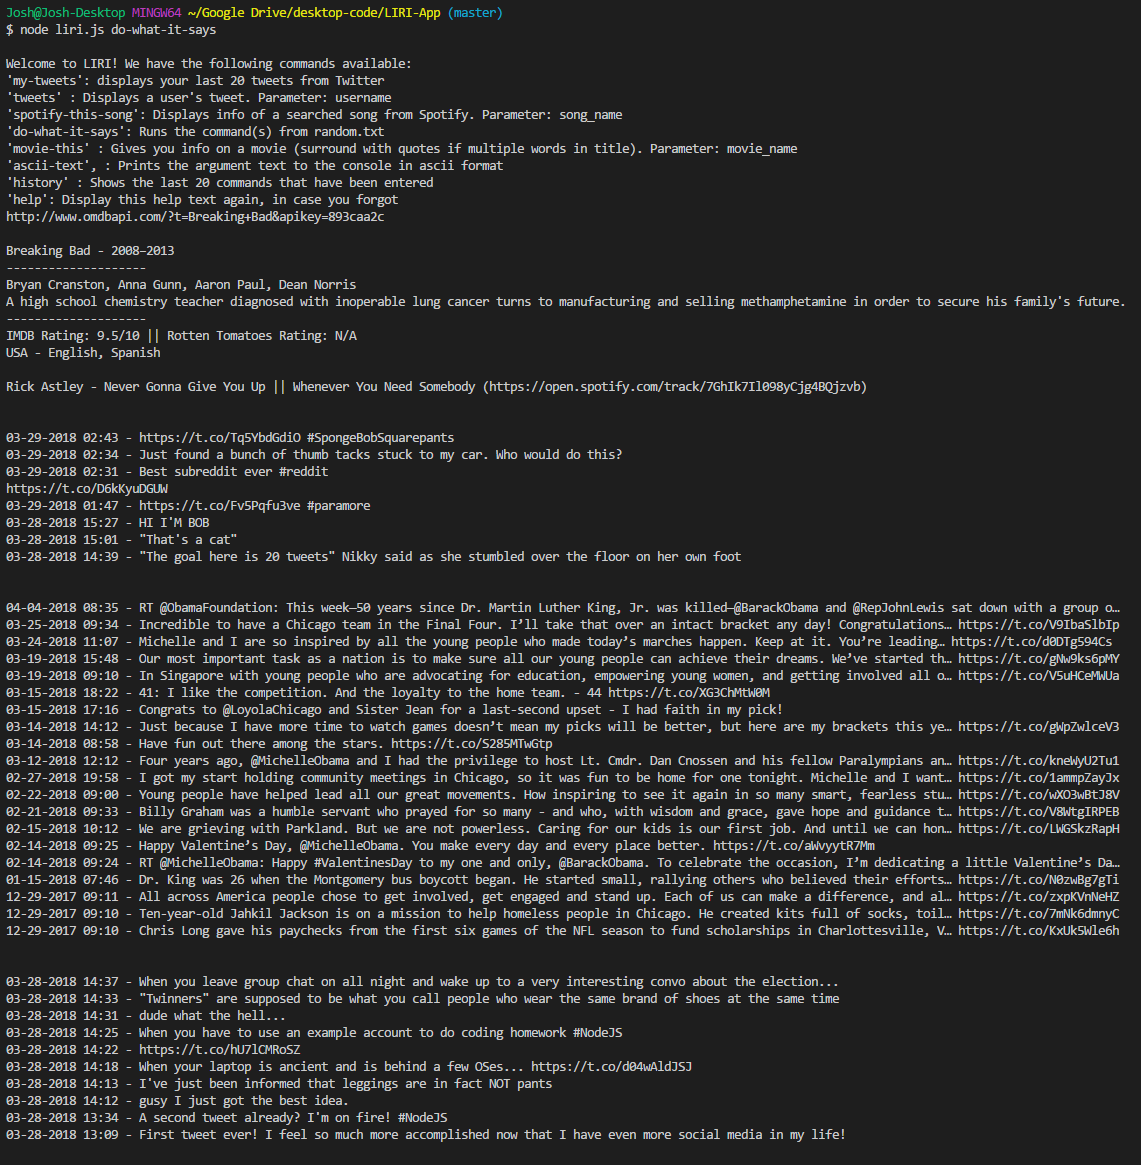 Josh@Josh-Desktop MINGW64 ~/Google Drive/desktop-code/LIRI-App (master)
$ node liri.js do-what-it-says
Welcome to LIRI! We have the following commands available:
'my-tweets': displays your last 20 tweets from Twitter
'tweets' : Displays a user's tweet. Parameter: username
'spotify-this-song': Displays info of a searched song from Spotify. Parameter: song_name
'do-what-it-says': Runs the command(s) from random.txt
'movie-this' : Gives you info on a movie (surround with quotes if multiple words in title). Parameter: movie_name
'ascii-text', : Prints the argument text to the console in ascii format
'history' : Shows the last 20 commands that have been entered
'help': Display this help text again, in case you forgot
http://www.omdbapi.com/?t=Breaking+Bad&apikey=893caa2c
Breaking Bad - 2008–2013
--------------------
Bryan Cranston, Anna Gunn, Aaron Paul, Dean Norris
A high school chemistry teacher diagnosed with inoperable lung cancer turns to manufacturing and selling methamphetamine in order to secure his family's future.
--------------------
IMDB Rating: 9.5/10 || Rotten Tomatoes Rating: N/A
USA - English, Spanish
Rick Astley - Never Gonna Give You Up || Whenever You Need Somebody (https://open.spotify.com/track/7GhIk7Il098yCjg4BQjzvb)
03-29-2018 02:43 - https://t.co/Tq5YbdGdiO #SpongeBobSquarepants
03-29-2018 02:34 - Just found a bunch of thumb tacks stuck to my car. Who would do this?
03-29-2018 02:31 - Best subreddit ever #reddit
https://t.co/D6kKyuDGUW
03-29-2018 01:47 - https://t.co/Fv5Pqfu3ve #paramore
03-28-2018 15:27 - HI I'M BOB
03-28-2018 15:01 - "That's a cat"
03-28-2018 14:39 - "The goal here is 20 tweets" Nikky said as she stumbled over the floor on her own foot
04-04-2018 08:35 - RT @ObamaFoundation: This week—50 years since Dr. Martin Luther King, Jr. was killed—@BarackObama and @RepJohnLewis sat down with a group o…
03-25-2018 09:34 - Incredible to have a Chicago team in the Final Four. I’ll take that over an intact bracket any day! Congratulations… https://t.co/V9IbaSlbIp
03-24-2018 11:07 - Michelle and I are so inspired by all the young people who made today’s marches happen. Keep at it. You’re leading… https://t.co/d0DTg594Cs
03-19-2018 15:48 - Our most important task as a nation is to make sure all our young people can achieve their dreams. We’ve started th… https://t.co/gNw9ks6pMY
03-19-2018 09:10 - In Singapore with young people who are advocating for education, empowering young women, and getting involved all o… https://t.co/V5uHCeMWUa
03-15-2018 18:22 - 41: I like the competition. And the loyalty to the home team. - 44 https://t.co/XG3ChMtW0M
03-15-2018 17:16 - Congrats to @LoyolaChicago and Sister Jean for a last-second upset - I had faith in my pick!
03-14-2018 14:12 - Just because I have more time to watch games doesn’t mean my picks will be better, but here are my brackets this ye… https://t.co/gWpZwlceV3
03-14-2018 08:58 - Have fun out there among the stars. https://t.co/S285MTwGtp
03-12-2018 12:12 - Four years ago, @MichelleObama and I had the privilege to host Lt. Cmdr. Dan Cnossen and his fellow Paralympians an… https://t.co/kneWyU2Tu1
02-27-2018 19:58 - I got my start holding community meetings in Chicago, so it was fun to be home for one tonight. Michelle and I want… https://t.co/1ammpZayJx
02-22-2018 09:00 - Young people have helped lead all our great movements. How inspiring to see it again in so many smart, fearless stu… https://t.co/wXO3wBtJ8V
02-21-2018 09:33 - Billy Graham was a humble servant who prayed for so many - and who, with wisdom and grace, gave hope and guidance t… https://t.co/V8WtgIRPEB
02-15-2018 10:12 - We are grieving with Parkland. But we are not powerless. Caring for our kids is our first job. And until we can hon… https://t.co/LWGSkzRapH
02-14-2018 09:25 - Happy Valentine’s Day, @MichelleObama. You make every day and every place better. https://t.co/aWvyytR7Mm
02-14-2018 09:24 - RT @MichelleObama: Happy #ValentinesDay to my one and only, @BarackObama. To celebrate the occasion, I’m dedicating a little Valentine’s Da…
01-15-2018 07:46 - Dr. King was 26 when the Montgomery bus boycott began. He started small, rallying others who believed their efforts… https://t.co/N0zwBg7gTi
12-29-2017 09:11 - All across America people chose to get involved, get engaged and stand up. Each of us can make a difference, and al… https://t.co/zxpKVnNeHZ
12-29-2017 09:10 - Ten-year-old Jahkil Jackson is on a mission to help homeless people in Chicago. He created kits full of socks, toil… https://t.co/7mNk6dmnyC
12-29-2017 09:10 - Chris Long gave his paychecks from the first six games of the NFL season to fund scholarships in Charlottesville, V… https://t.co/KxUk5Wle6h
03-28-2018 14:37 - When you leave group chat on all night and wake up to a very interesting convo about the election...
03-28-2018 14:33 - "Twinners" are supposed to be what you call people who wear the same brand of shoes at the same time
03-28-2018 14:31 - dude what the hell...
03-28-2018 14:25 - When you have to use an example account to do coding homework #NodeJS
03-28-2018 14:22 - https://t.co/hU7lCMRoSZ
03-28-2018 14:18 - When your laptop is ancient and is behind a few OSes... https://t.co/d04wAldJSJ
03-28-2018 14:13 - I've just been informed that leggings are in fact NOT pants
03-28-2018 14:12 - gusy I just got the best idea.
03-28-2018 13:34 - A second tweet already? I'm on fire! #NodeJS
03-28-2018 13:09 - First tweet ever! I feel so much more accomplished now that I have even more social media in my life!